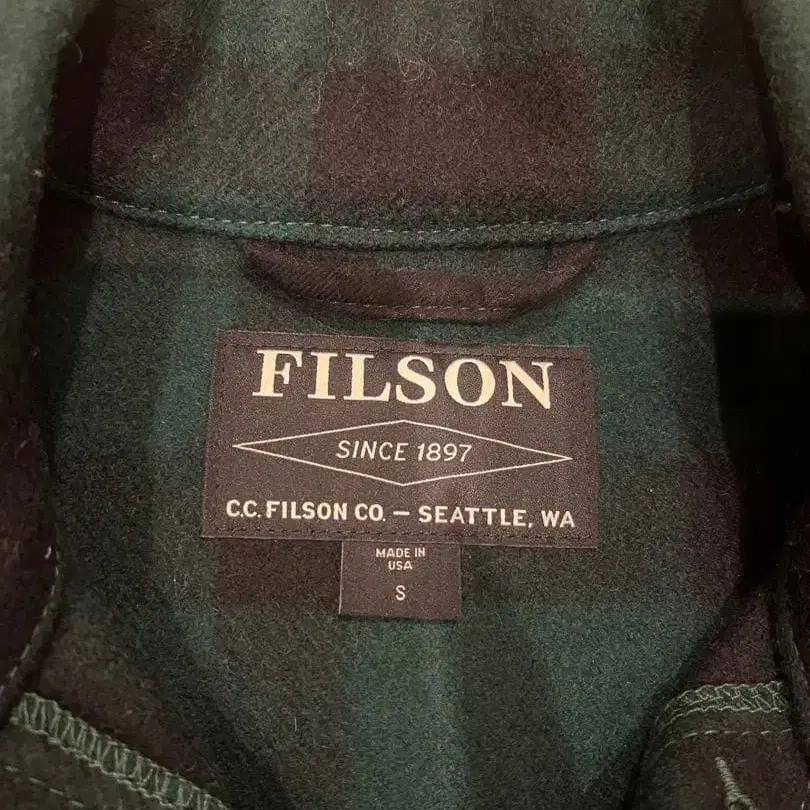 FILSON
SINCE 1897
C.C. FILSON CO. — SEATTLE, WA
MADE IN
USA
S